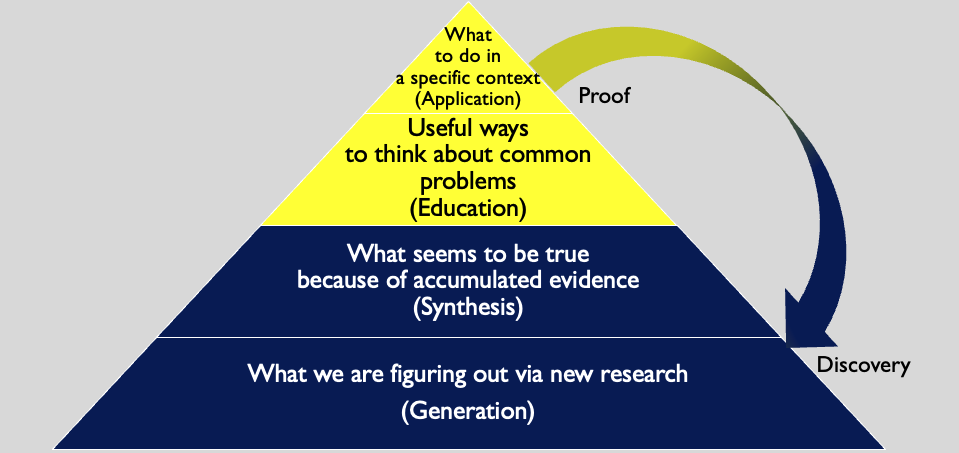 What
to do in
a specific context
(Application)
Proof
Useful ways
to think about common
problems
(Education)
What seems to be true
because of accumulated evidence
(Synthesis)
Discovery
What we are figuring out via new research
(Generation)